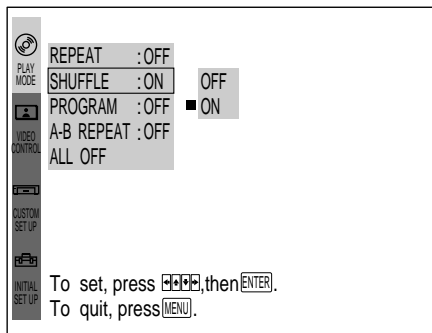 PLAY
MODE
VIDEO
CONTROL
CUSTOM
SET UP
INITIAL
SET UP
REPEAT :OFF
SHUFFLE :ON
PROGRAM :OFF
A-B REPEAT :OFF
ALL OFF
OFF
ON
To set, press ,then ENTER.
To quit, press MENU.